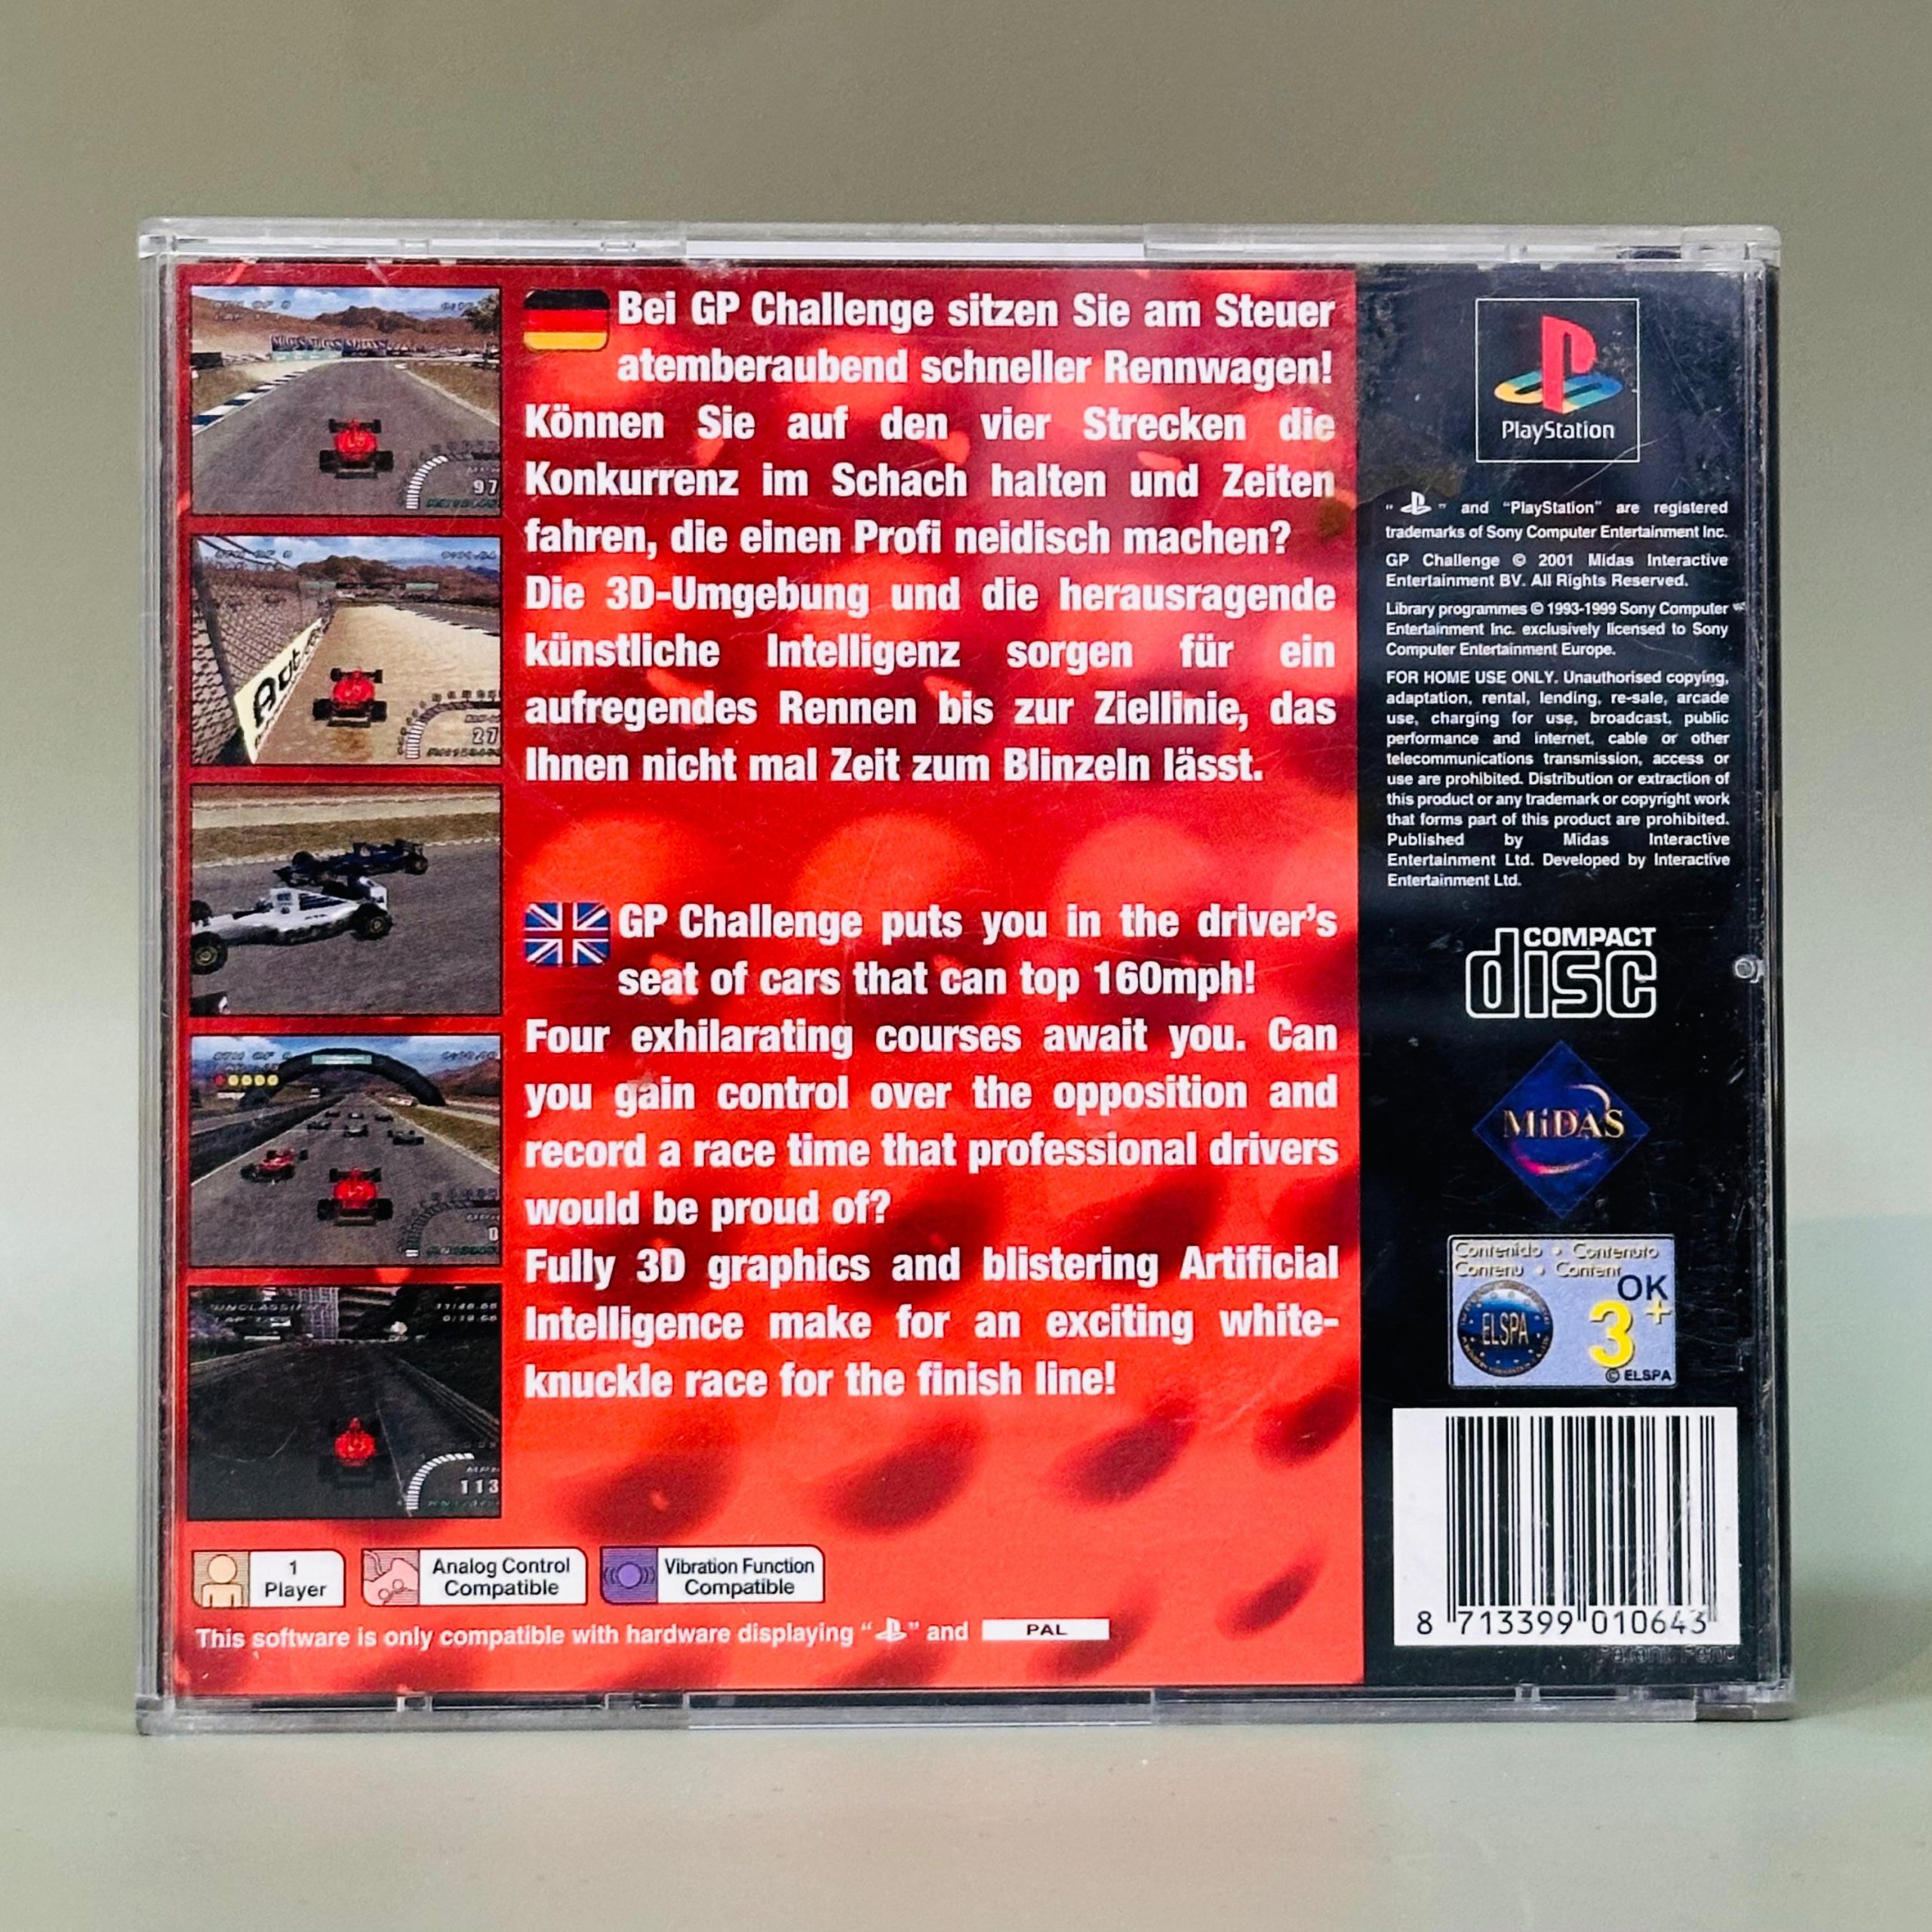 Bei GP Challenge sitzen Sie am Steuer
atemberaubend schneller Rennwagen!
Können Sie auf den vier Strecken die
Konkurrenz im Schach halten und Zeiten
fahren, die einen Profi neidisch machen?
Die 3D-Umgebung und die herausragende
künstliche Intelligenz sorgen für ein
aufregendes Rennen bis zur Ziellinie, das
Ihnen nicht mal Zeit zum Blinzeln lässt.
GP Challenge puts you in the driver's
seat of cars that can top 160mph!
Four exhilarating courses await you. Can
you gain control over the opposition and
record a race time that professional drivers
would be proud of?
Fully 3D graphics and blistering Artificial
Intelligence make for an exciting white-
knuckle race for the finish line!
97
27
0
113
1
Player
Analog Control
Compatible
Vibration Function
Compatible
This software is only compatible with hardware displaying " " and PAL
PlayStation
" " and "PlayStation" are registered
trademarks of Sony Computer Entertainment Inc.
GP Challenge © 2001 Midas Interactive
Entertainment BV. All Rights Reserved.
Library programmes © 1993-1999 Sony Computer
Entertainment Inc. exclusively licensed to Sony
Computer Entertainment Europe.
FOR HOME USE ONLY. Unauthorised copying,
adaptation, rental, lending, re-sale, arcade
use, charging for use, broadcast, public
performance and internet, cable or other
telecommunications transmission, access or
use are prohibited. Distribution or extraction of
this product or any trademark or copyright work
that forms part of this product are prohibited.
Published by Midas Interactive
Entertainment Ltd. Developed by Interactive
Entertainment Ltd.
COMPACT
disc
MiDAS
Contenido • Contenuto
Contenu • Content
OK
ELSPA
3+
© ELSPA
8 713399 010643